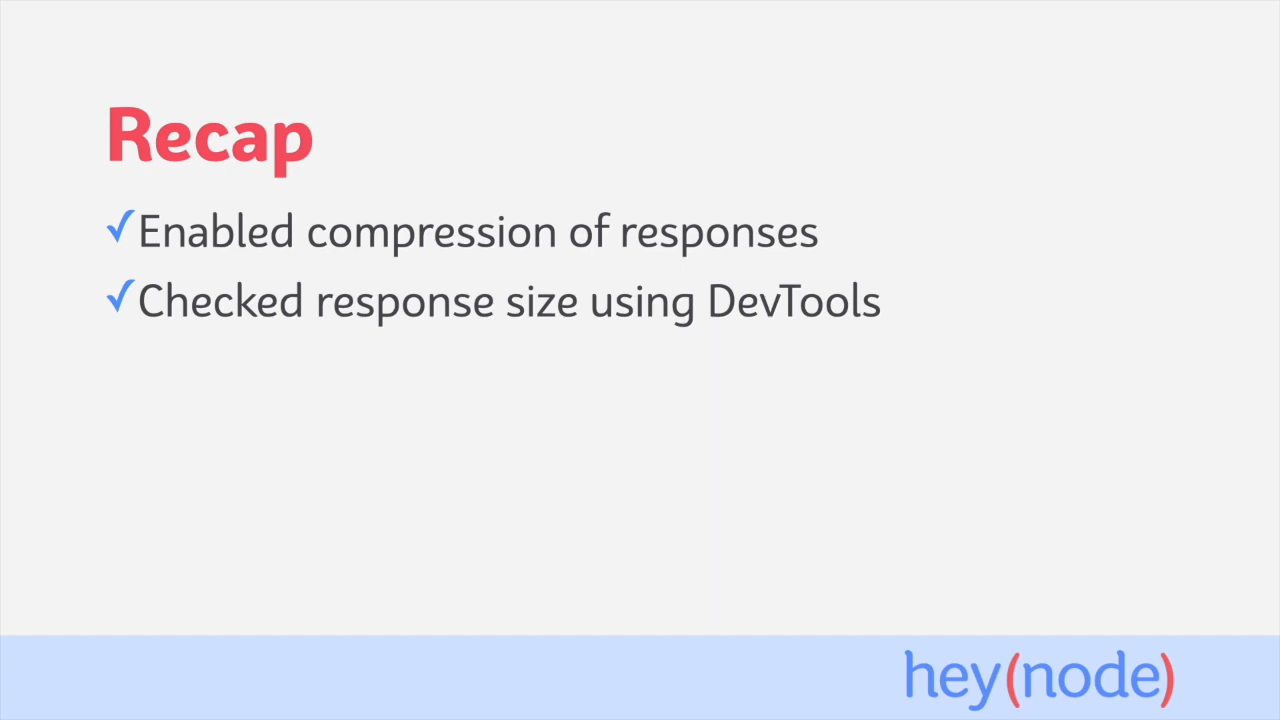 Recap
✓Enabled compression of responses
✓Checked response size using DevTools
hey(node)